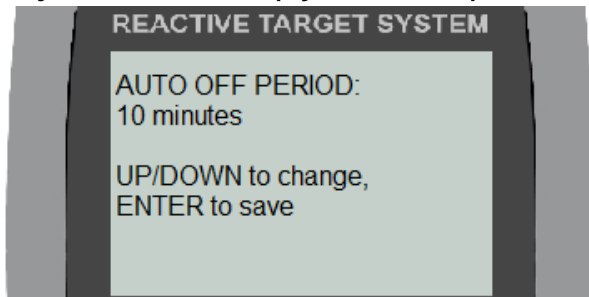 REACTIVE TARGET SYSTEM
AUTO OFF PERIOD:
10 minutes
UP/DOWN to change,
ENTER to save